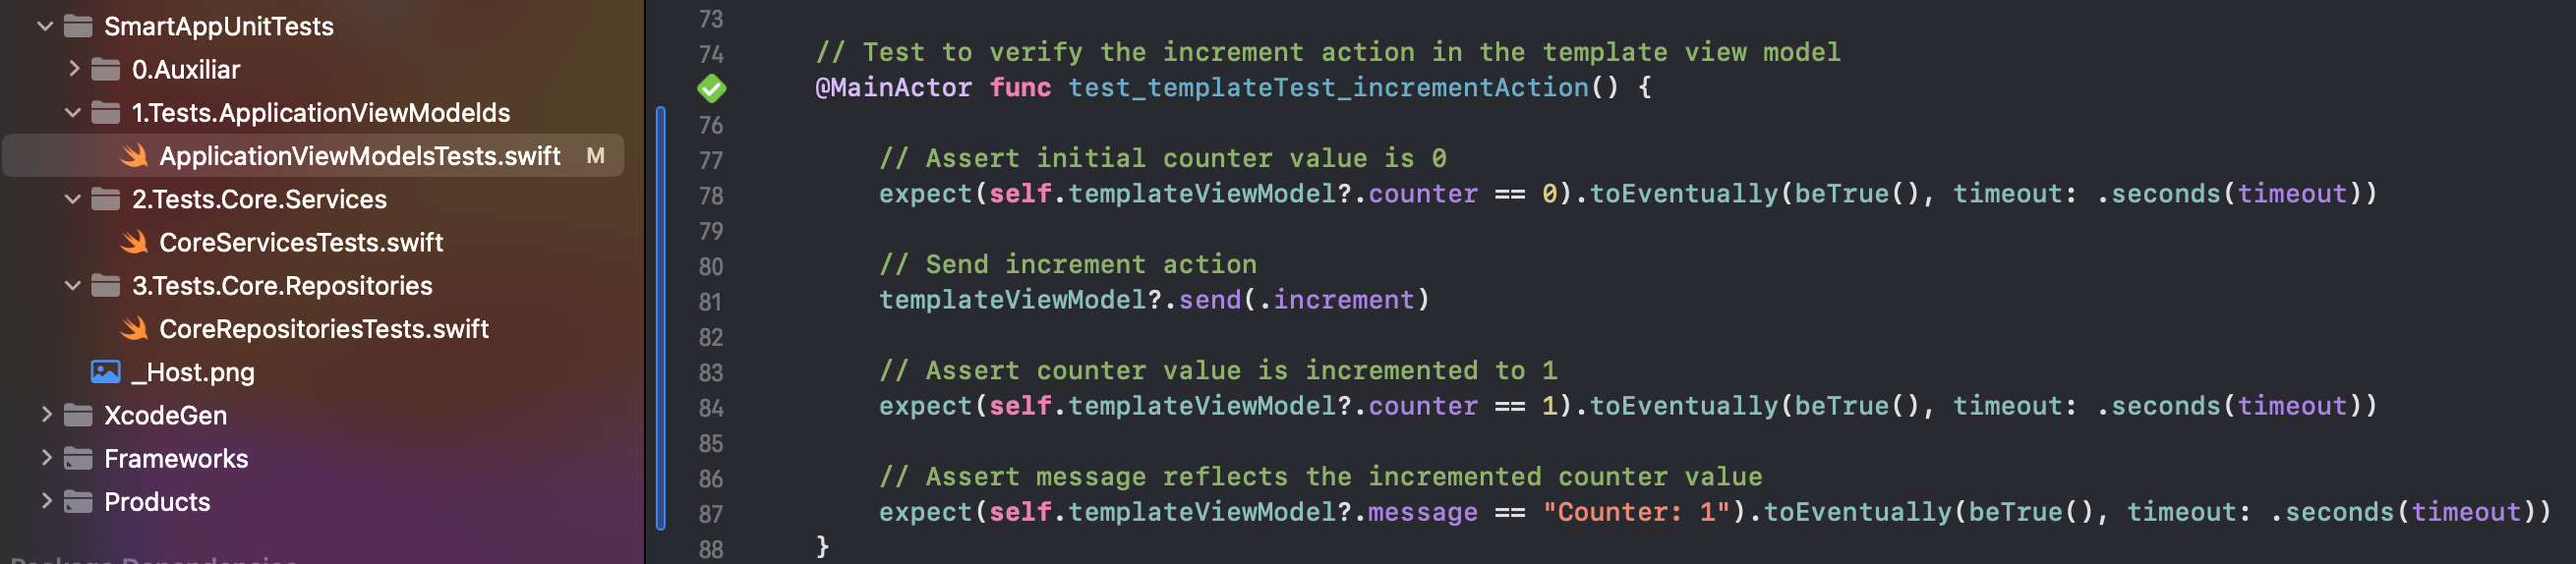 SmartAppUnitTests
0.Auxiliar
1.Tests.ApplicationViewModelds
ApplicationViewModelsTests.swift M
2.Tests.Core.Services
CoreServicesTests.swift
3.Tests.Core.Repositories
CoreRepositoriesTests.swift
_Host.png
XcodeGen
Frameworks
Products
Package Dependencies
73
74 // Test to verify the increment action in the template view model
@MainActor func test_templateTest_incrementAction() {
76
77 // Assert initial counter value is 0
78 expect(self.templateViewModel?.counter == 0).toEventually(beTrue(), timeout: .seconds(timeout))
79
80 // Send increment action
81 templateViewModel?.send(.increment)
82
83 // Assert counter value is incremented to 1
84 expect(self.templateViewModel?.counter == 1).toEventually(beTrue(), timeout: .seconds(timeout))
85
86 // Assert message reflects the incremented counter value
87 expect(self.templateViewModel?.message == "Counter: 1").toEventually(beTrue(), timeout: .seconds(timeout))
88 }